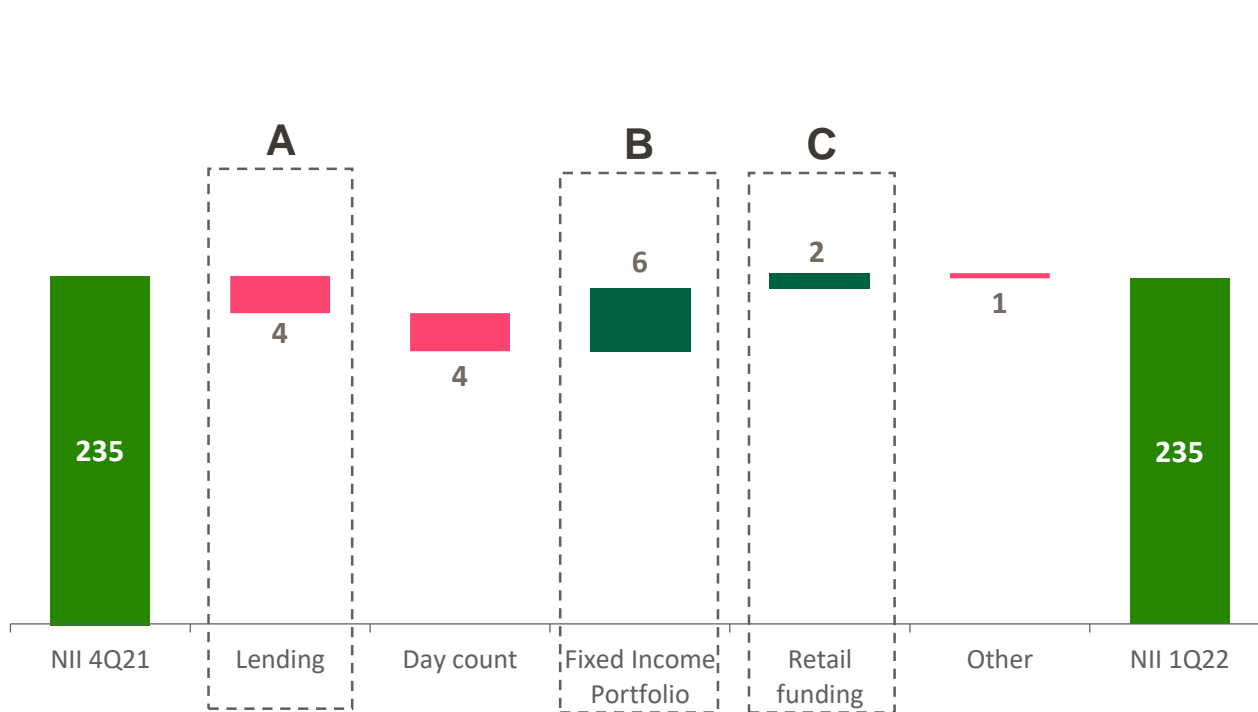 A
B
C
6
2
4
1
4
235
235
NII 4Q21
Lending
Day count
Fixed Income
Portfolio
Retail
funding
Other
NII 1Q22